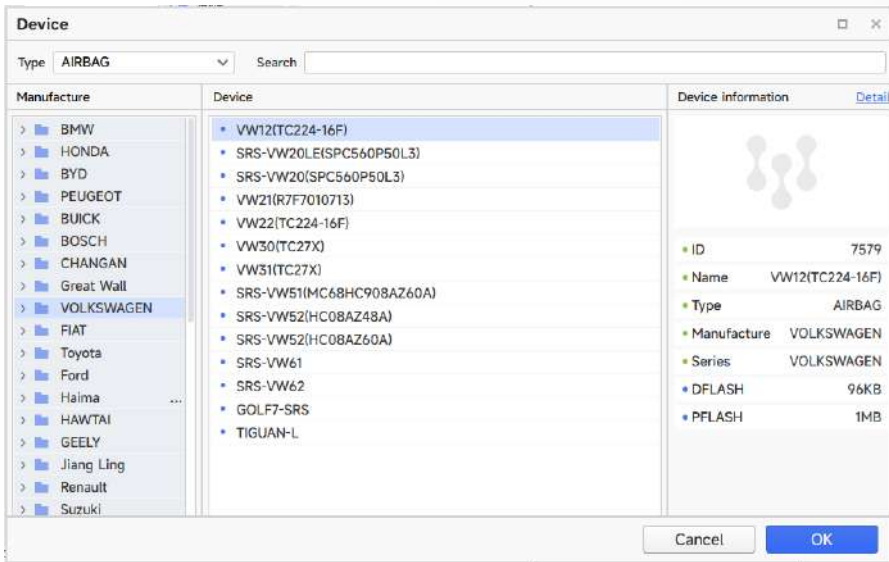 Device
Type AIRBAG Search
Manufacture
BMW
HONDA
BYD
PEUGEOT
BUICK
BOSCH
CHANGAN
Great Wall
VOLKSWAGEN
FIAT
Toyota
Ford
Haima ...
HAWTAI
GEELY
Jiang Ling
Renault
Suzuki
Device
VW12(TC224-16F)
SRS-VW20LE(SPC560P50L3)
SRS-VW20(SPC560P50L3)
VW21(R7F7010713)
VW22(TC224-16F)
VW30(TC27X)
VW31(TC27X)
SRS-VW51(MC68HC908AZ60A)
SRS-VW52(HC08AZ48A)
SRS-VW52(HC08AZ60A)
SRS-VW61
SRS-VW62
GOLF7-SRS
TIGUAN-L
Device information Detail
ID 7579
Name VW12(TC224-16F)
Type AIRBAG
Manufacture VOLKSWAGEN
Series VOLKSWAGEN
DFLASH 96KB
PFLASH 1MB
Cancel OK